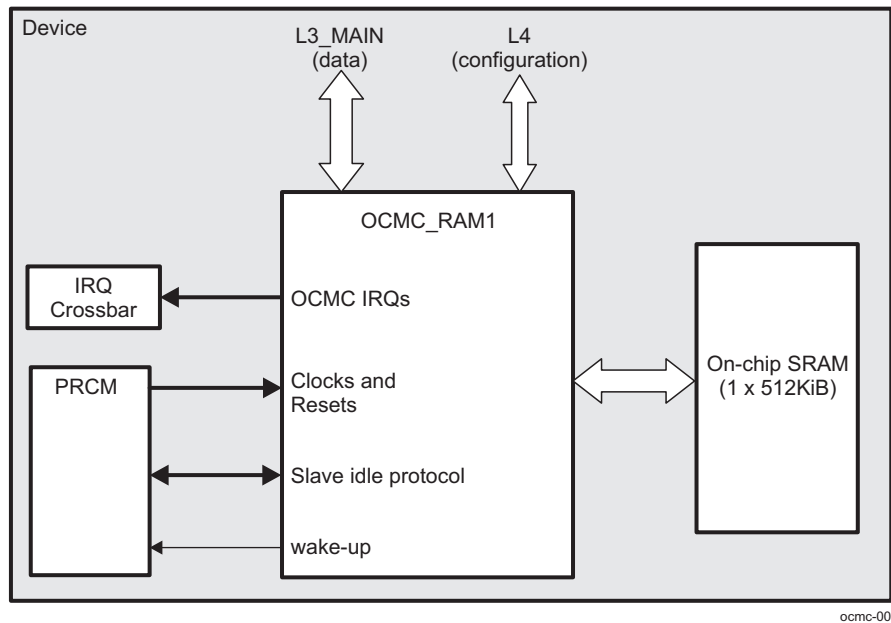 Device
L3_MAIN
(data)
L4
(configuration)
OCMC_RAM1
IRQ
Crossbar
OCMC IRQs
PRCM
Clocks and
Resets
On-chip SRAM
(1 x 512KiB)
Slave idle protocol
wake-up
ocmc-00